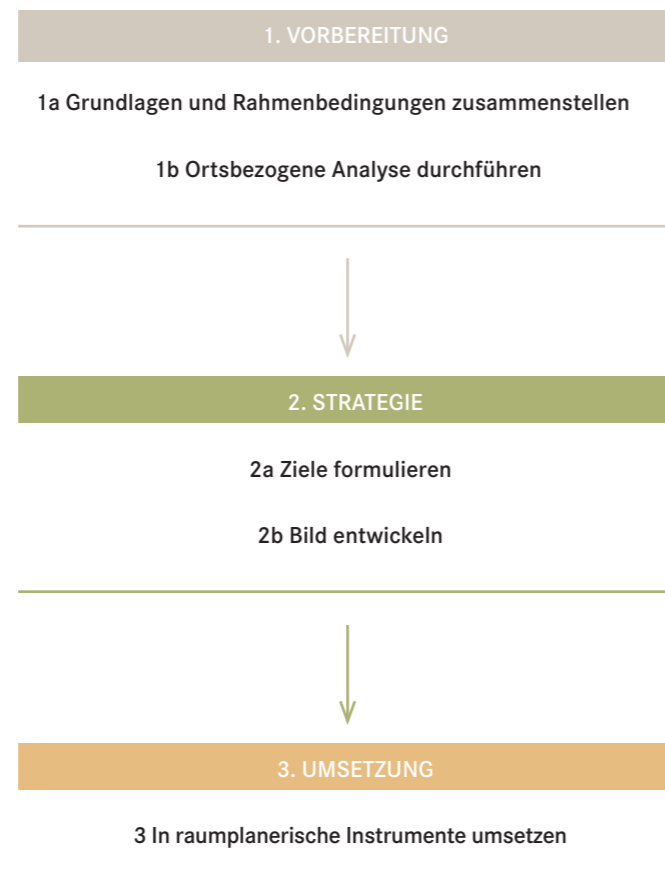 1. VORBEREITUNG
1a Grundlagen und Rahmenbedingungen zusammenstellen
1b Ortsbezogene Analyse durchführen
2. STRATEGIE
2a Ziele formulieren
2b Bild entwickeln
3. UMSETZUNG
3 In raumplanerische Instrumente umsetzen